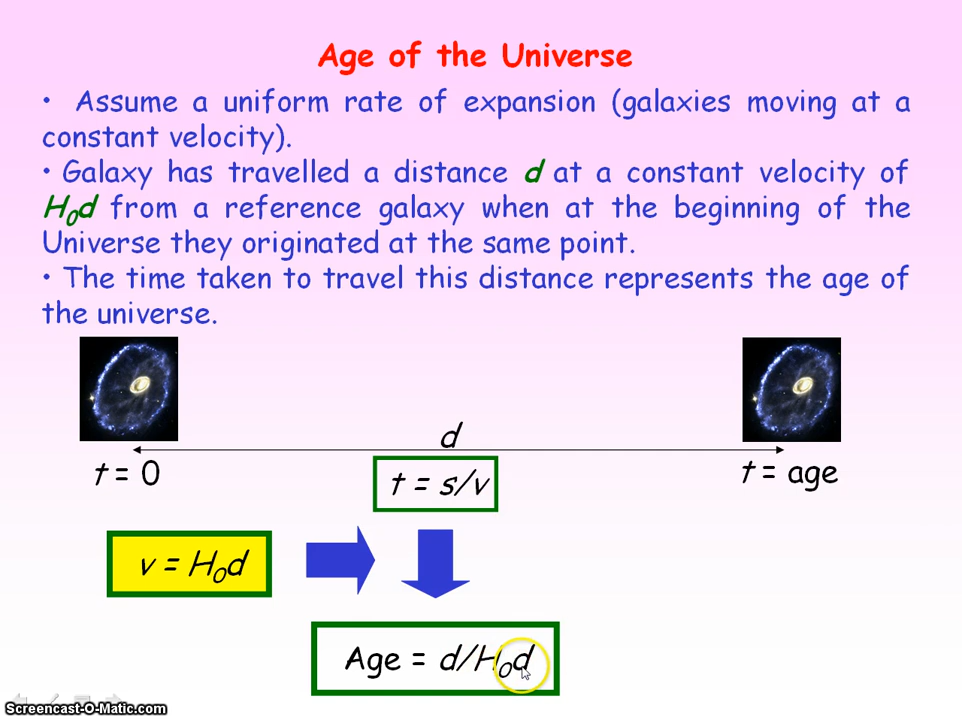 Age of the Universe
• Assume a uniform rate of expansion (galaxies moving at a
constant velocity).
• Galaxy has travelled a distance d at a constant velocity of
H₀d from a reference galaxy when at the beginning of the
Universe they originated at the same point.
• The time taken to travel this distance represents the age of
the universe.
d
t = 0
t = s/v
t = age
v = H₀d
Age = d/H₀d
Screencast-O-Matic.com